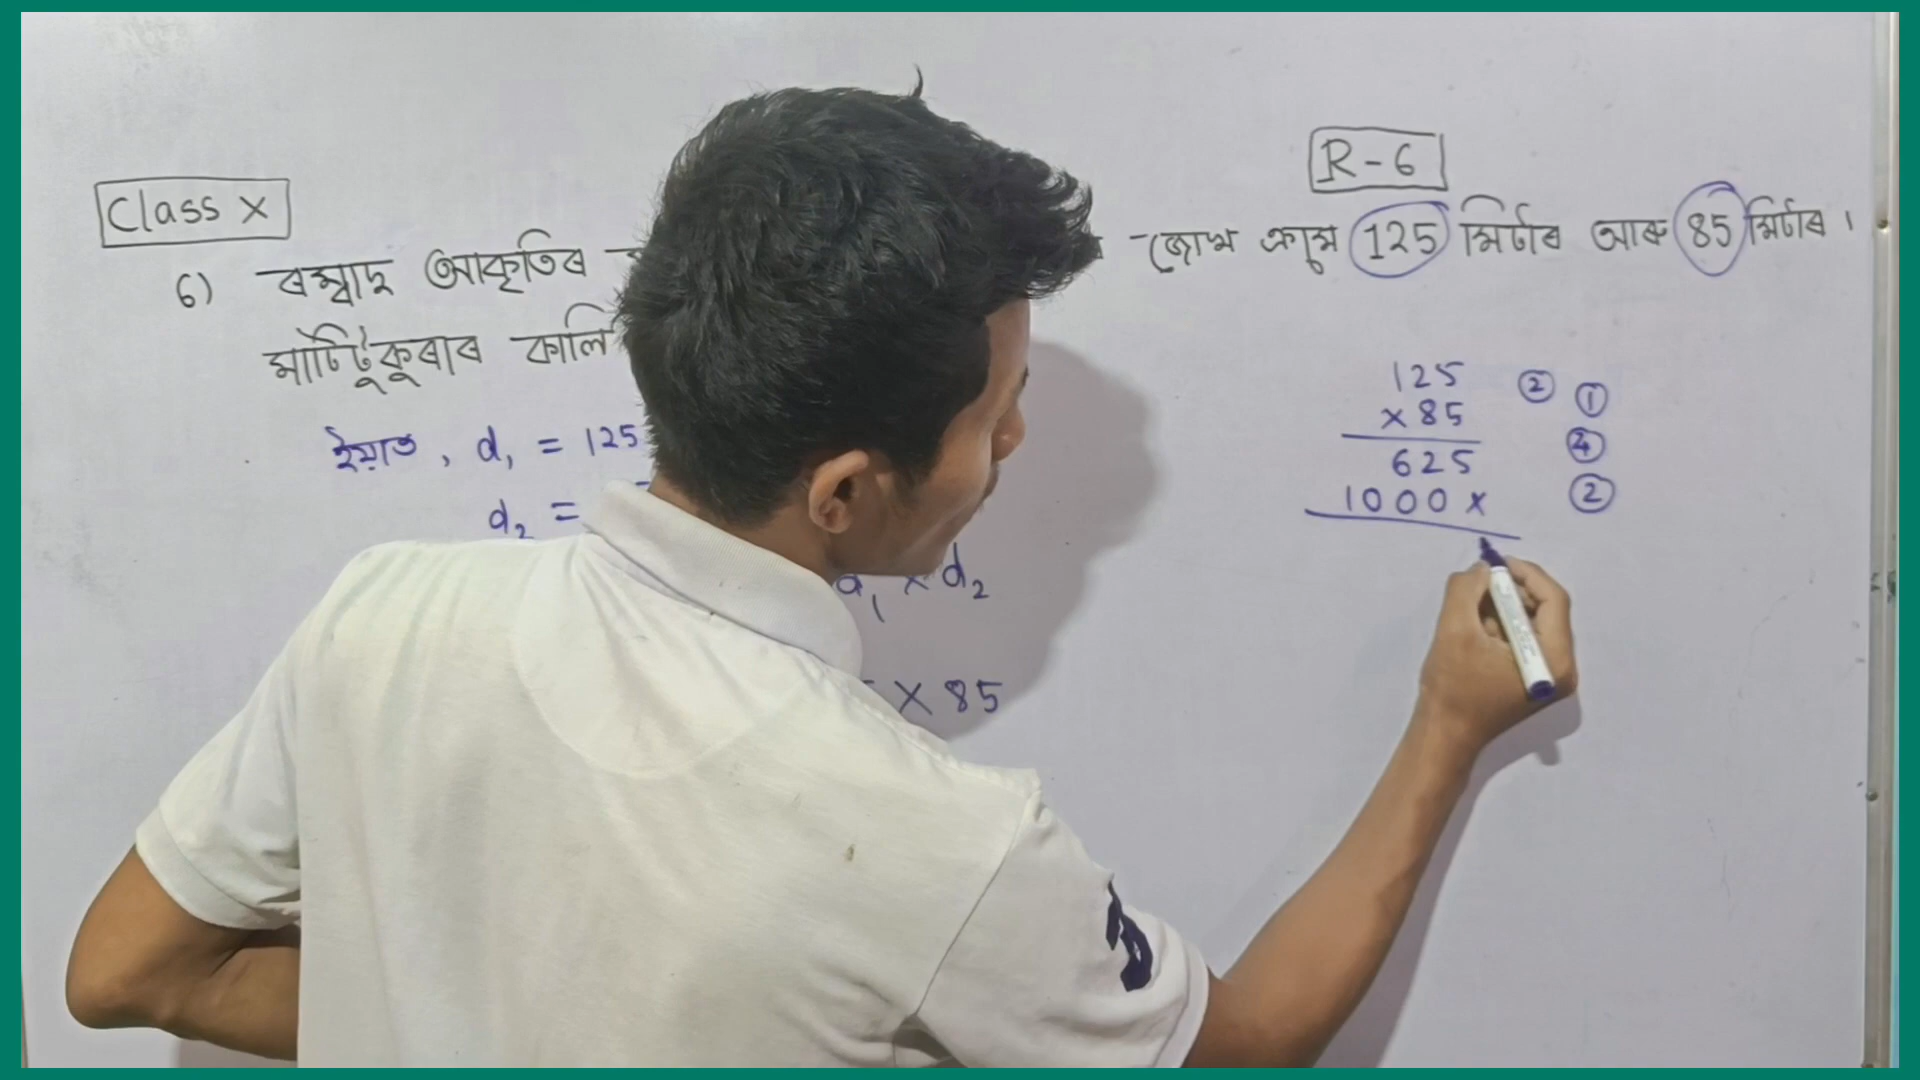 R - 6
Class X
6) ৰম্বাছ আকৃতিৰ জোখ ক্ৰমে 125 মিটাৰ আৰু 85 মিটাৰ ।
মাটিটুকুৰাৰ কালি
ইয়াত , d₁ = 125
d₂ =
d₁ × d₂
× 85
125
× 85
625
1000 ×
② ①
④
②